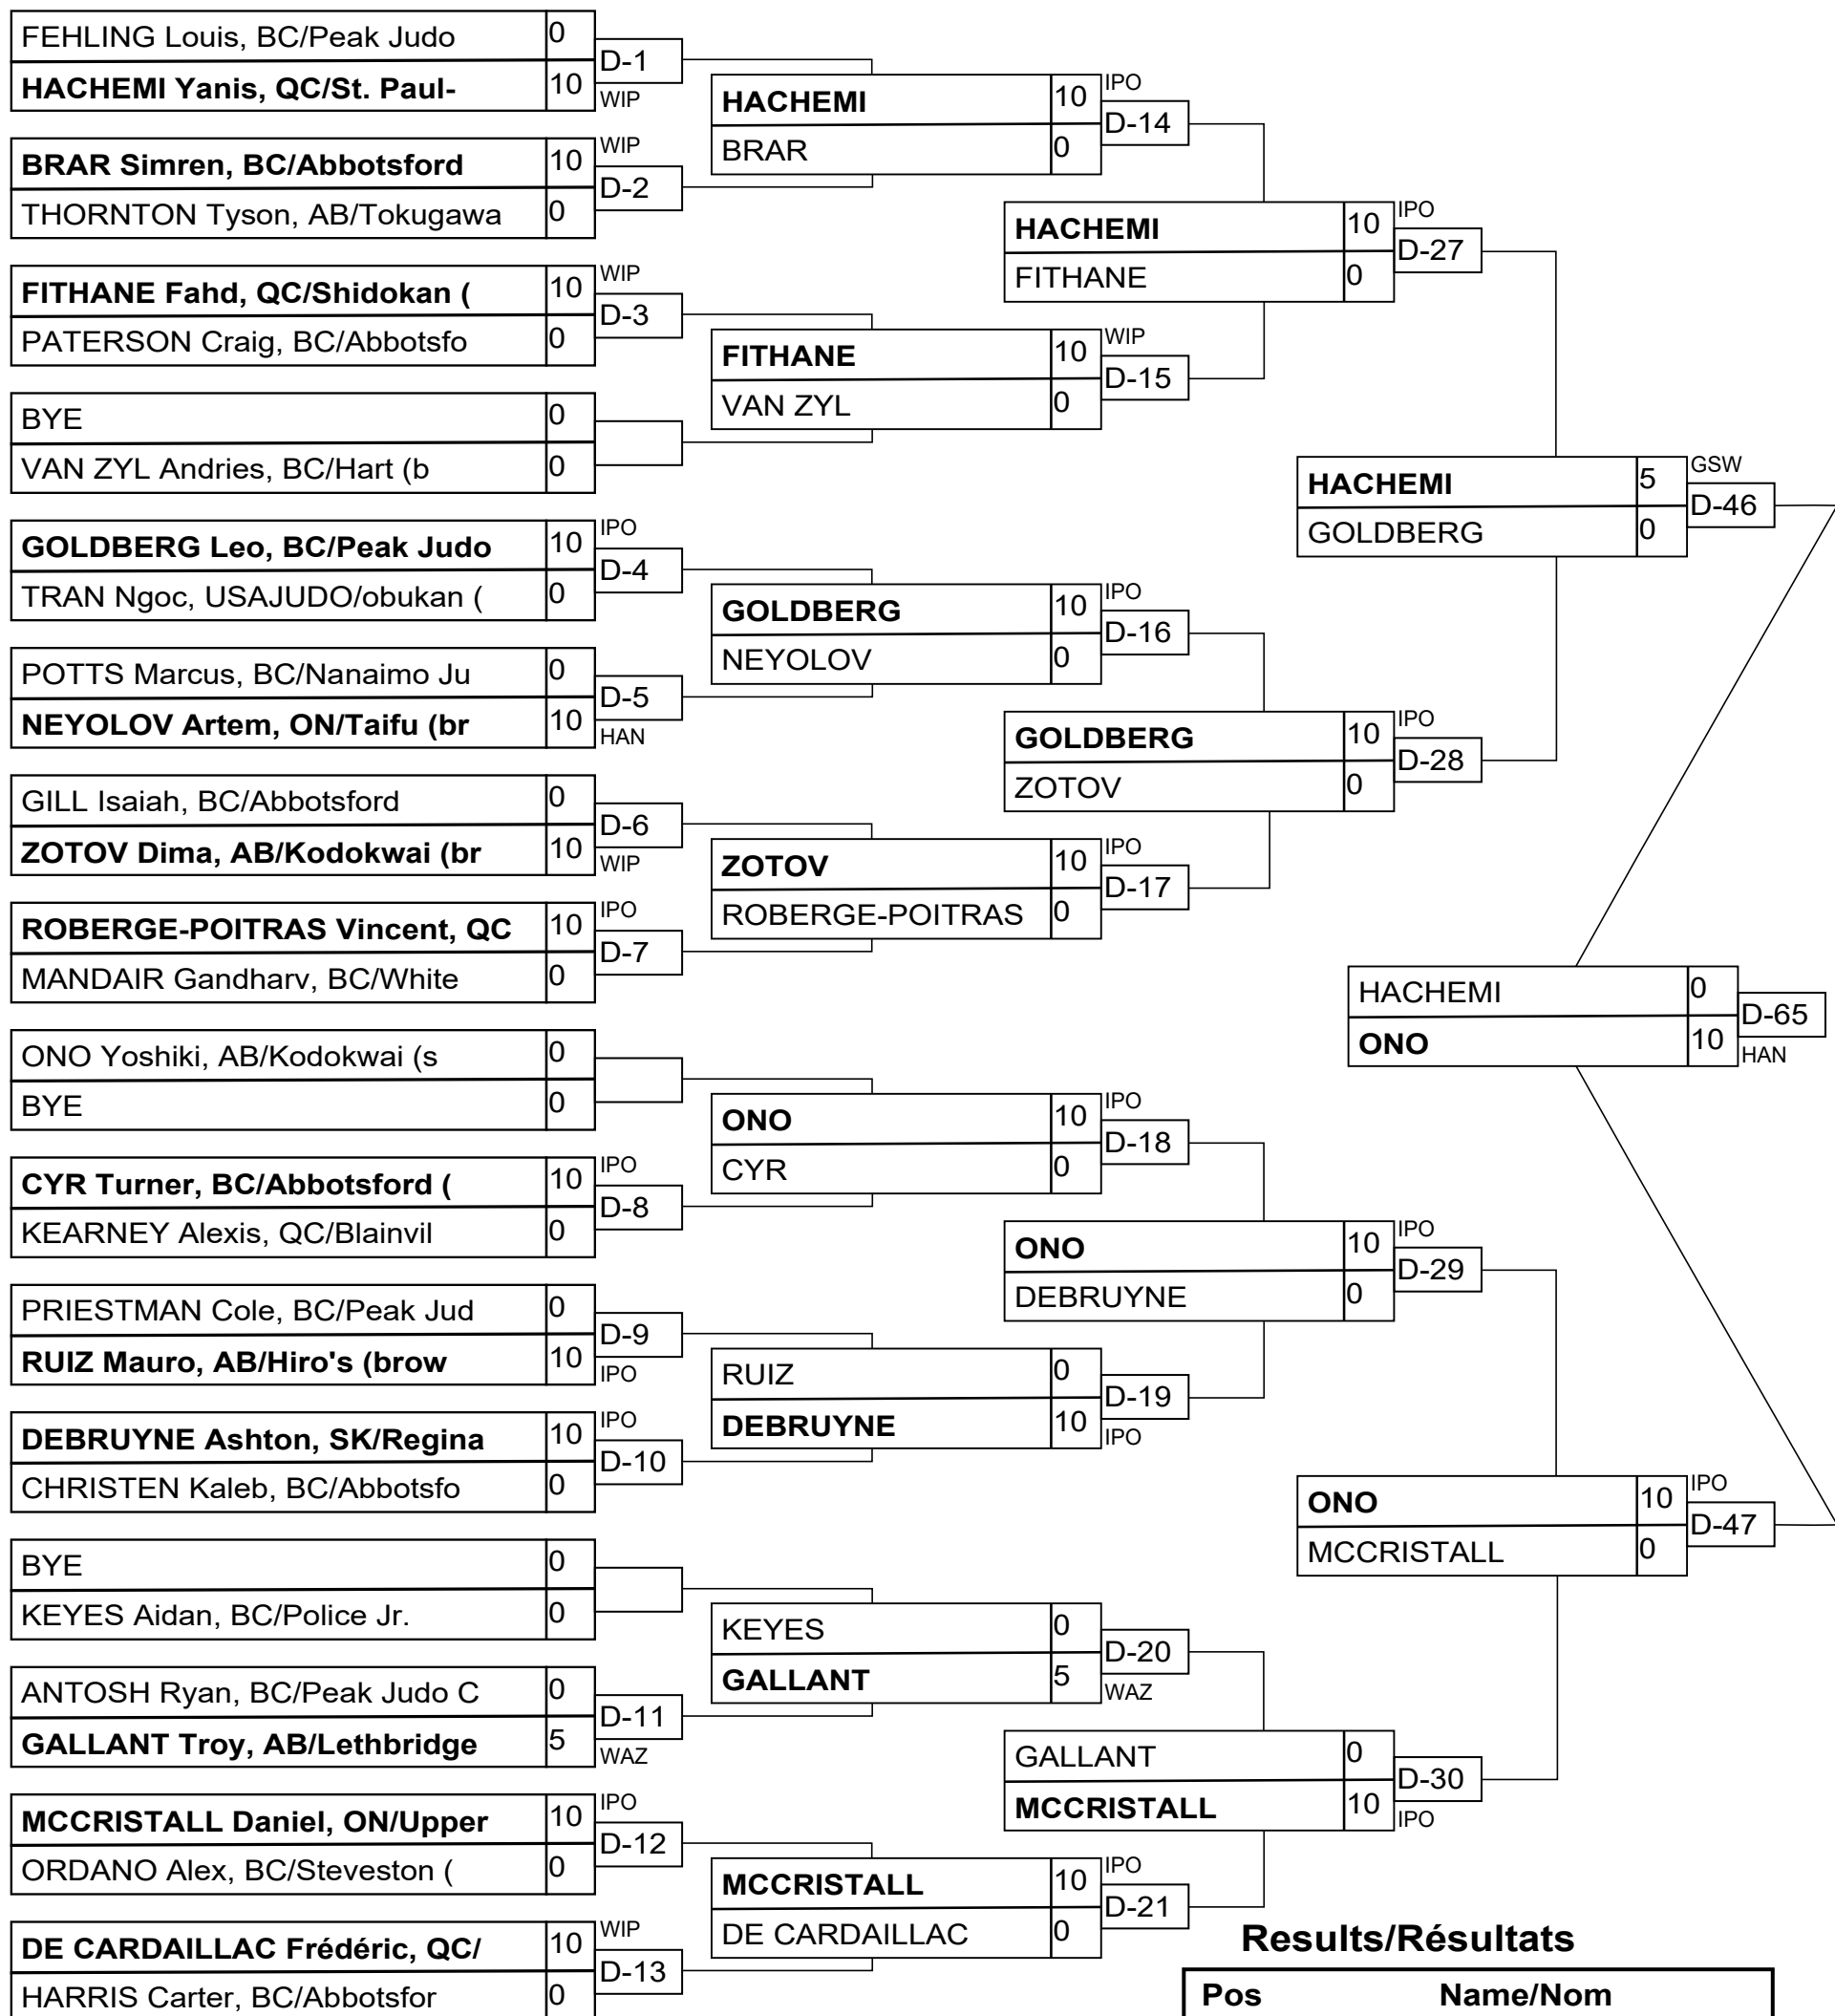 FEHLING Louis, BC/Peak Judo 0
D-1
HACHEMI Yanis, QC/St. Paul- 10
WIP
BRAR Simren, BC/Abbotsford 10 WIP
D-2
THORNTON Tyson, AB/Tokugawa 0
FITHANE Fahd, QC/Shidokan ( 10 WIP
D-3
PATERSON Craig, BC/Abbotsfo 0
BYE 0
VAN ZYL Andries, BC/Hart (b 0
GOLDBERG Leo, BC/Peak Judo 10 IPO
D-4
TRAN Ngoc, USAJUDO/obukan ( 0
POTTS Marcus, BC/Nanaimo Ju 0
D-5
NEYOLOV Artem, ON/Taifu (br 10
HAN
GILL Isaiah, BC/Abbotsford 0
D-6
ZOTOV Dima, AB/Kodokwai (br 10
WIP
ROBERGE-POITRAS Vincent, QC 10 IPO
D-7
MANDAIR Gandharv, BC/White 0
ONO Yoshiki, AB/Kodokwai (s 0
BYE 0
CYR Turner, BC/Abbotsford ( 10 IPO
D-8
KEARNEY Alexis, QC/Blainvil 0
PRIESTMAN Cole, BC/Peak Jud 0
D-9
RUIZ Mauro, AB/Hiro's (brow 10
IPO
DEBRUYNE Ashton, SK/Regina 10 IPO
D-10
CHRISTEN Kaleb, BC/Abbotsfo 0
BYE 0
KEYES Aidan, BC/Police Jr. 0
ANTOSH Ryan, BC/Peak Judo C 0
D-11
GALLANT Troy, AB/Lethbridge 5
WAZ
MCCRISTALL Daniel, ON/Upper 10 IPO
D-12
ORDANO Alex, BC/Steveston ( 0
DE CARDAILLAC Frédéric, QC/ 10 WIP
D-13
HARRIS Carter, BC/Abbotsfor 0
HACHEMI 10 IPO
D-14
BRAR 0
FITHANE 10 WIP
D-15
VAN ZYL 0
GOLDBERG 10 IPO
D-16
NEYOLOV 0
ZOTOV 10 IPO
D-17
ROBERGE-POITRAS 0
ONO 10 IPO
D-18
CYR 0
RUIZ 0
D-19
DEBRUYNE 10
IPO
KEYES 0
D-20
GALLANT 5
WAZ
MCCRISTALL 10 IPO
D-21
DE CARDAILLAC 0
HACHEMI 10 IPO
D-27
FITHANE 0
GOLDBERG 10 IPO
D-28
ZOTOV 0
ONO 10 IPO
D-29
DEBRUYNE 0
GALLANT 0
D-30
MCCRISTALL 10
IPO
HACHEMI 5 GSW
D-46
GOLDBERG 0
ONO 10 IPO
D-47
MCCRISTALL 0
HACHEMI 0
D-65
ONO 10
HAN
Results/Résultats
Pos Name/Nom